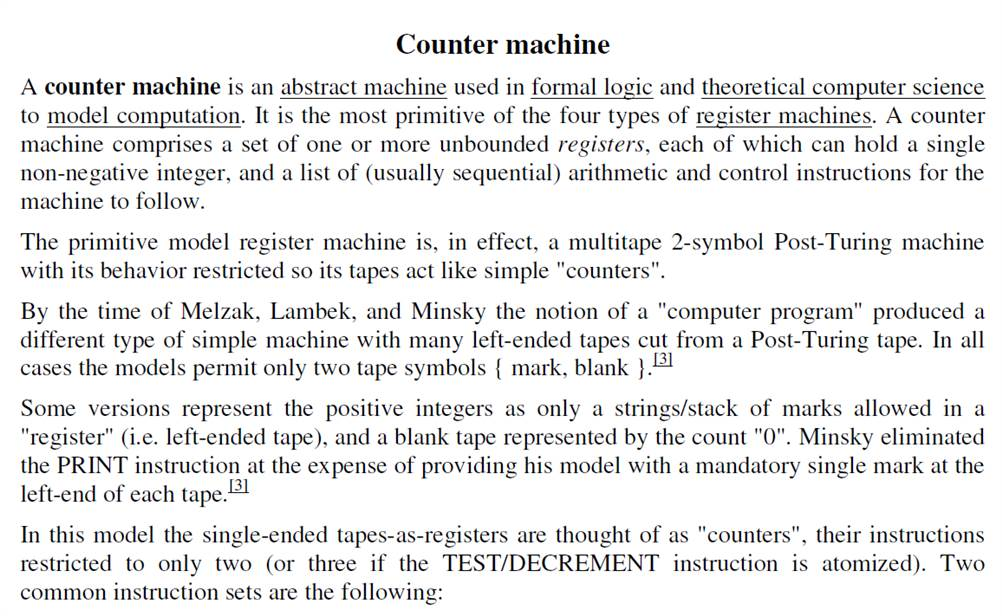 Counter machine
A counter machine is an abstract machine used in formal logic and theoretical computer science
to model computation. It is the most primitive of the four types of register machines. A counter
machine comprises a set of one or more unbounded registers, each of which can hold a single
non-negative integer, and a list of (usually sequential) arithmetic and control instructions for the
machine to follow.
The primitive model register machine is, in effect, a multitape 2-symbol Post-Turing machine
with its behavior restricted so its tapes act like simple "counters".
By the time of Melzak, Lambek, and Minsky the notion of a "computer program" produced a
different type of simple machine with many left-ended tapes cut from a Post-Turing tape. In all
cases the models permit only two tape symbols { mark, blank }.[3]
Some versions represent the positive integers as only a strings/stack of marks allowed in a
"register" (i.e. left-ended tape), and a blank tape represented by the count "0". Minsky eliminated
the PRINT instruction at the expense of providing his model with a mandatory single mark at the
left-end of each tape.[3]
In this model the single-ended tapes-as-registers are thought of as "counters", their instructions
restricted to only two (or three if the TEST/DECREMENT instruction is atomized). Two
common instruction sets are the following: